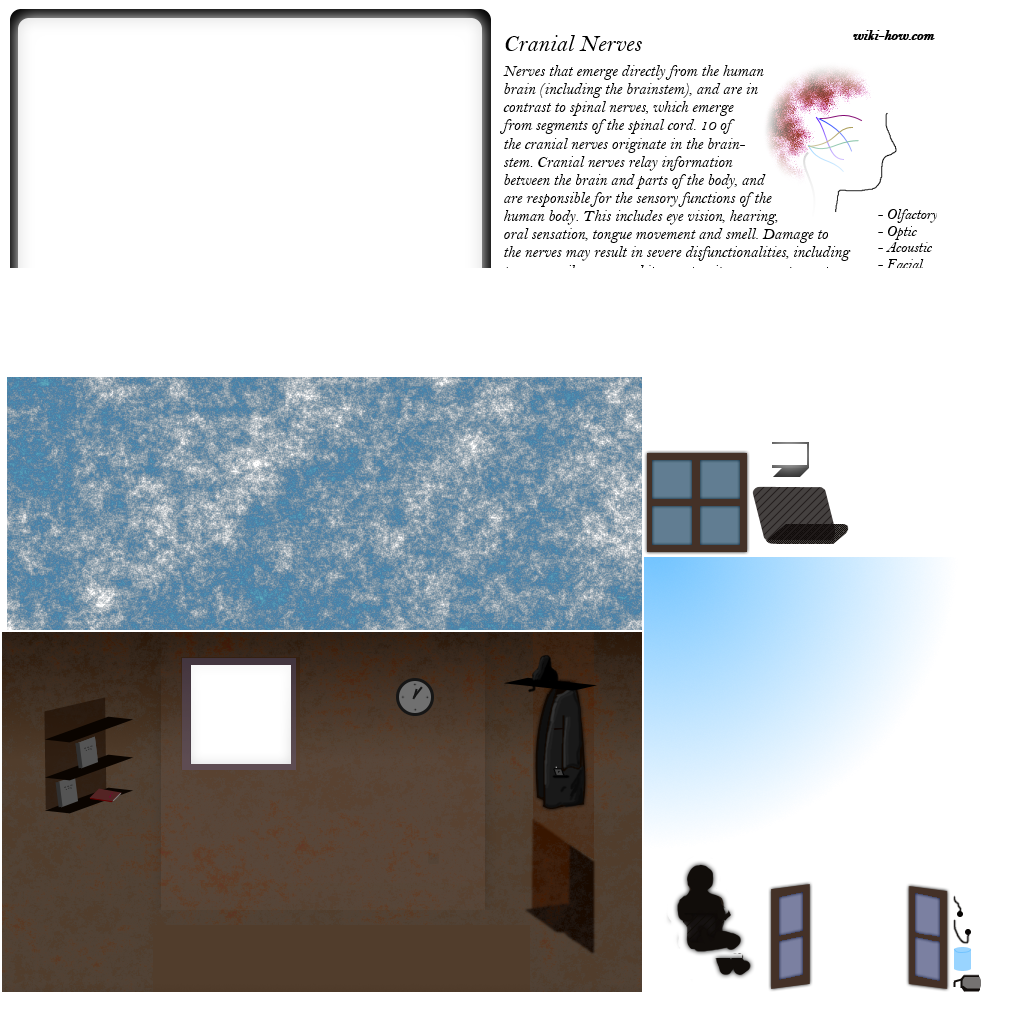 wiki-how.com
Cranial Nerves
Nerves that emerge directly from the human
brain (including the brainstem), and are in
contrast to spinal nerves, which emerge
from segments of the spinal cord. 10 of
the cranial nerves originate in the brain-
stem. Cranial nerves relay information
between the brain and parts of the body, and
are responsible for the sensory functions of the
human body. This includes eye vision, hearing,
oral sensation, tongue movement and smell. Damage to
the nerves may result in severe disfunctionalities, including
- Olfactory
- Optic
- Acoustic
- Facial